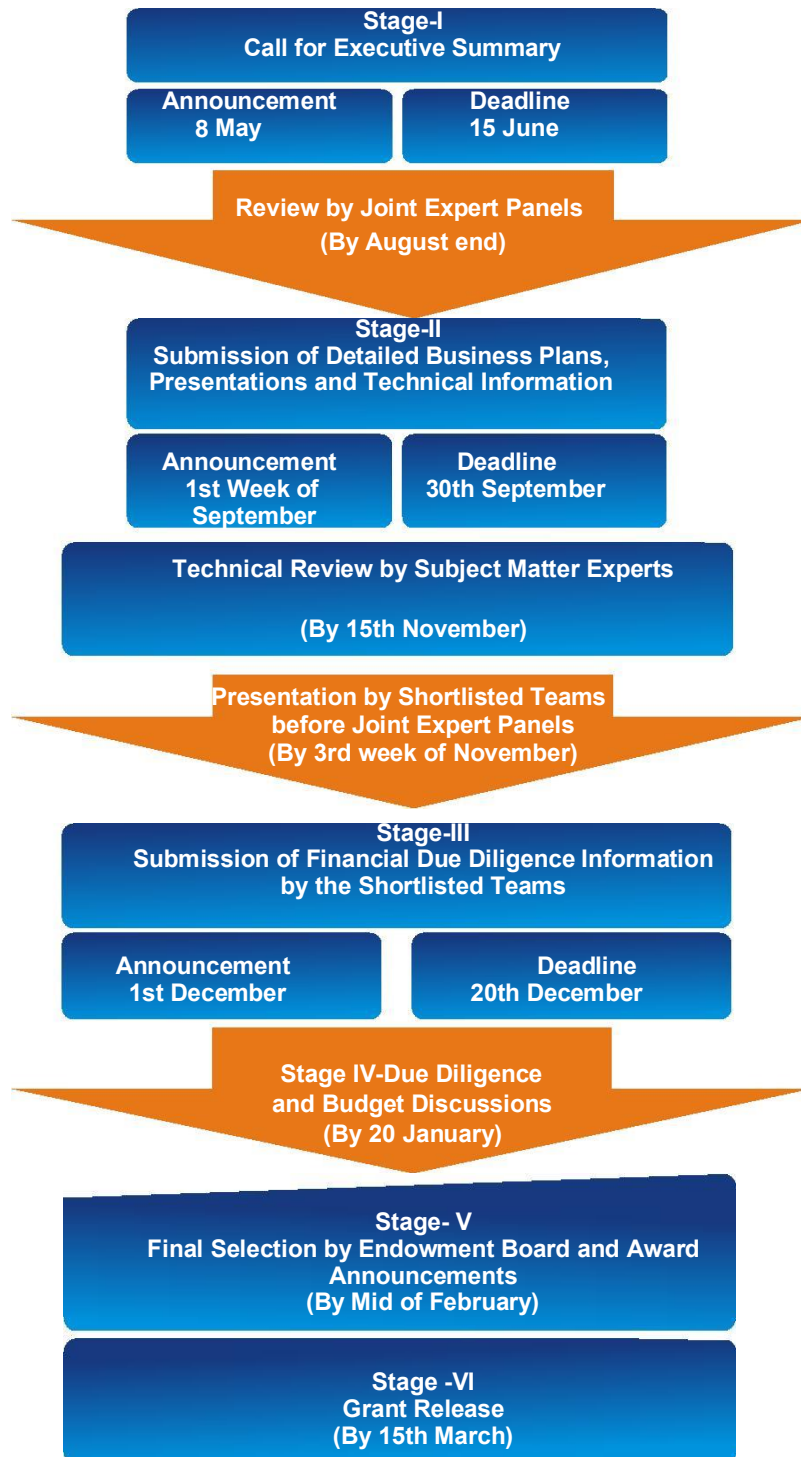 Stage-I
Call for Executive Summary
Announcement
8 May
Deadline
15 June
Review by Joint Expert Panels
(By August end)
Stage-II
Submission of Detailed Business Plans,
Presentations and Technical Information
Announcement
1st Week of
September
Deadline
30th September
Technical Review by Subject Matter Experts
(By 15th November)
Presentation by Shortlisted Teams
before Joint Expert Panels
(By 3rd week of November)
Stage-III
Submission of Financial Due Diligence Information
by the Shortlisted Teams
Announcement
1st December
Deadline
20th December
Stage IV-Due Diligence
and Budget Discussions
(By 20 January)
Stage- V
Final Selection by Endowment Board and Award
Announcements
(By Mid of February)
Stage -VI
Grant Release
(By 15th March)